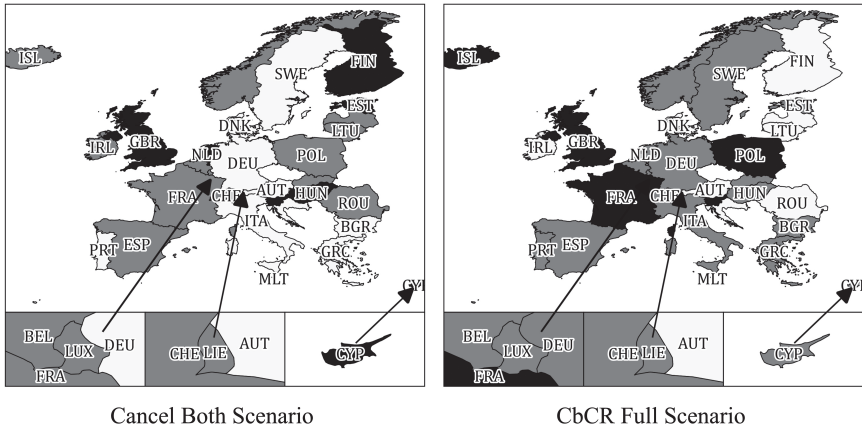 ISL
SWE
FIN
EST
LTU
DNK
IRL
GBR
NLD
DEU
POL
FRA
CHE
AUT
HUN
ROU
ITA
BGR
PRT
ESP
GRC
MLT
CY
BEL
LUX
DEU
FRA
CHE
LIE
AUT
CYP
Cancel Both Scenario
ISL
SWE
FIN
EST
LTU
DNK
IRL
GBR
NLD
DEU
POL
FRA
CHE
AUT
HUN
ROU
ITA
BGR
PRT
ESP
GRC
MLT
CY
BEL
LUX
DEU
FRA
CHE
LIE
AUT
CYP
CbCR Full Scenario